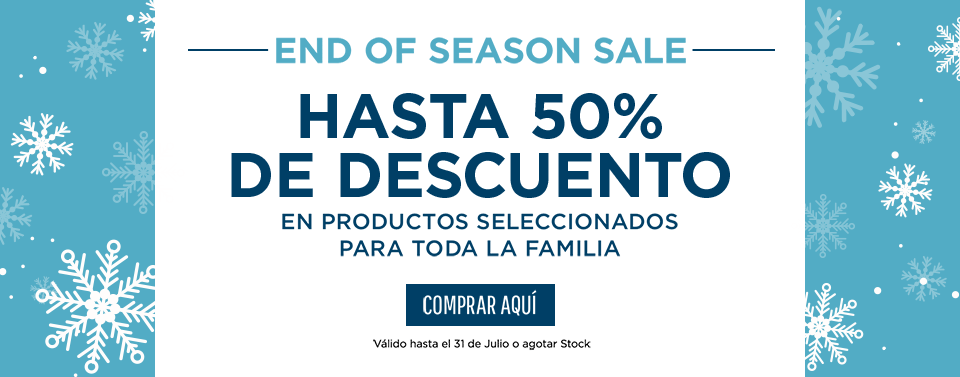 END OF SEASON SALE
HASTA 50%
DE DESCUENTO
EN PRODUCTOS SELECCIONADOS
PARA TODA LA FAMILIA
COMPRAR AQUÍ
Válido hasta el 31 de Julio o agotar Stock